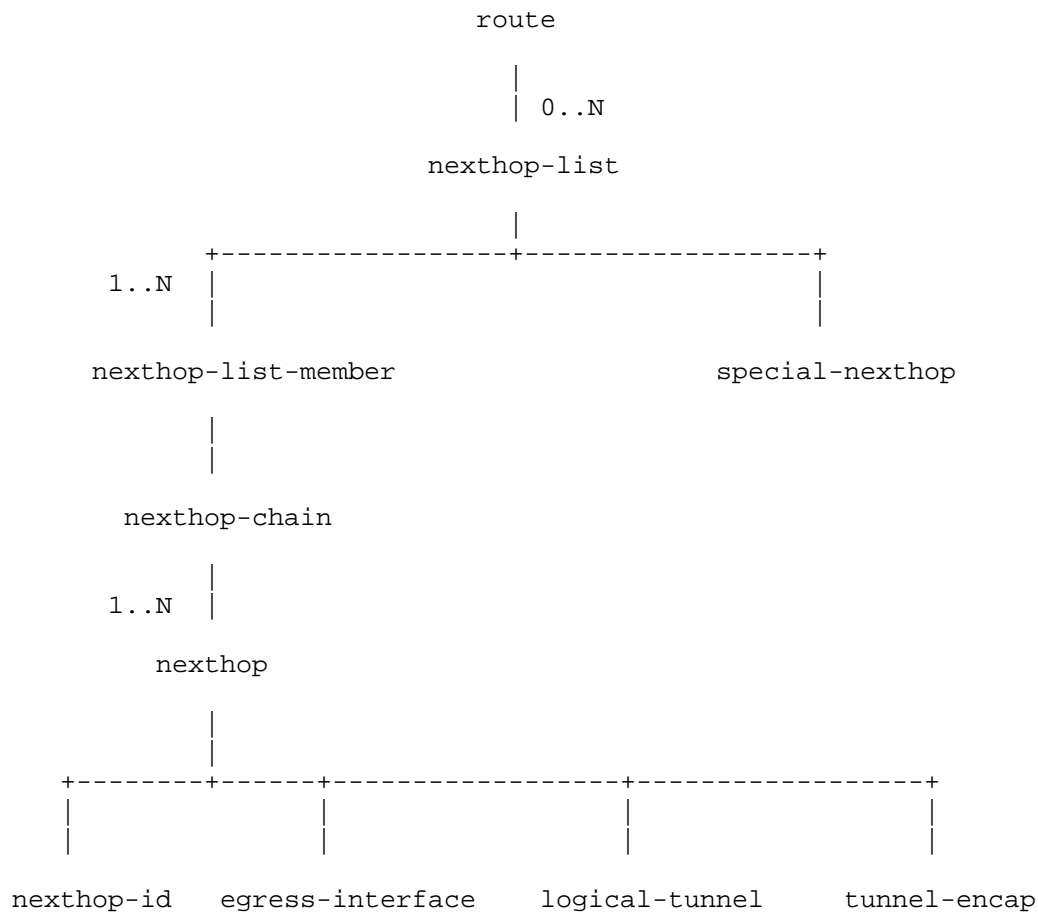 route
0..N
nexthop-list
1..N
nexthop-list-member special-nexthop
nexthop-chain
1..N
nexthop
nexthop-id egress-interface logical-tunnel tunnel-encap